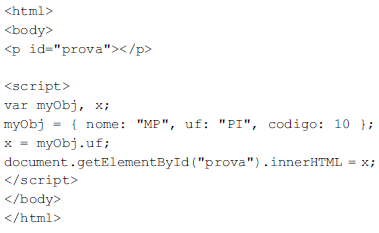 <html>
<body>
<p id="prova"></p>
<script>
var myObj, x;
myObj = { nome: "MP", uf: "PI", codigo: 10 };
x = myObj.uf;
document.getElementById("prova").innerHTML = x;
</script>
</body>
</html>